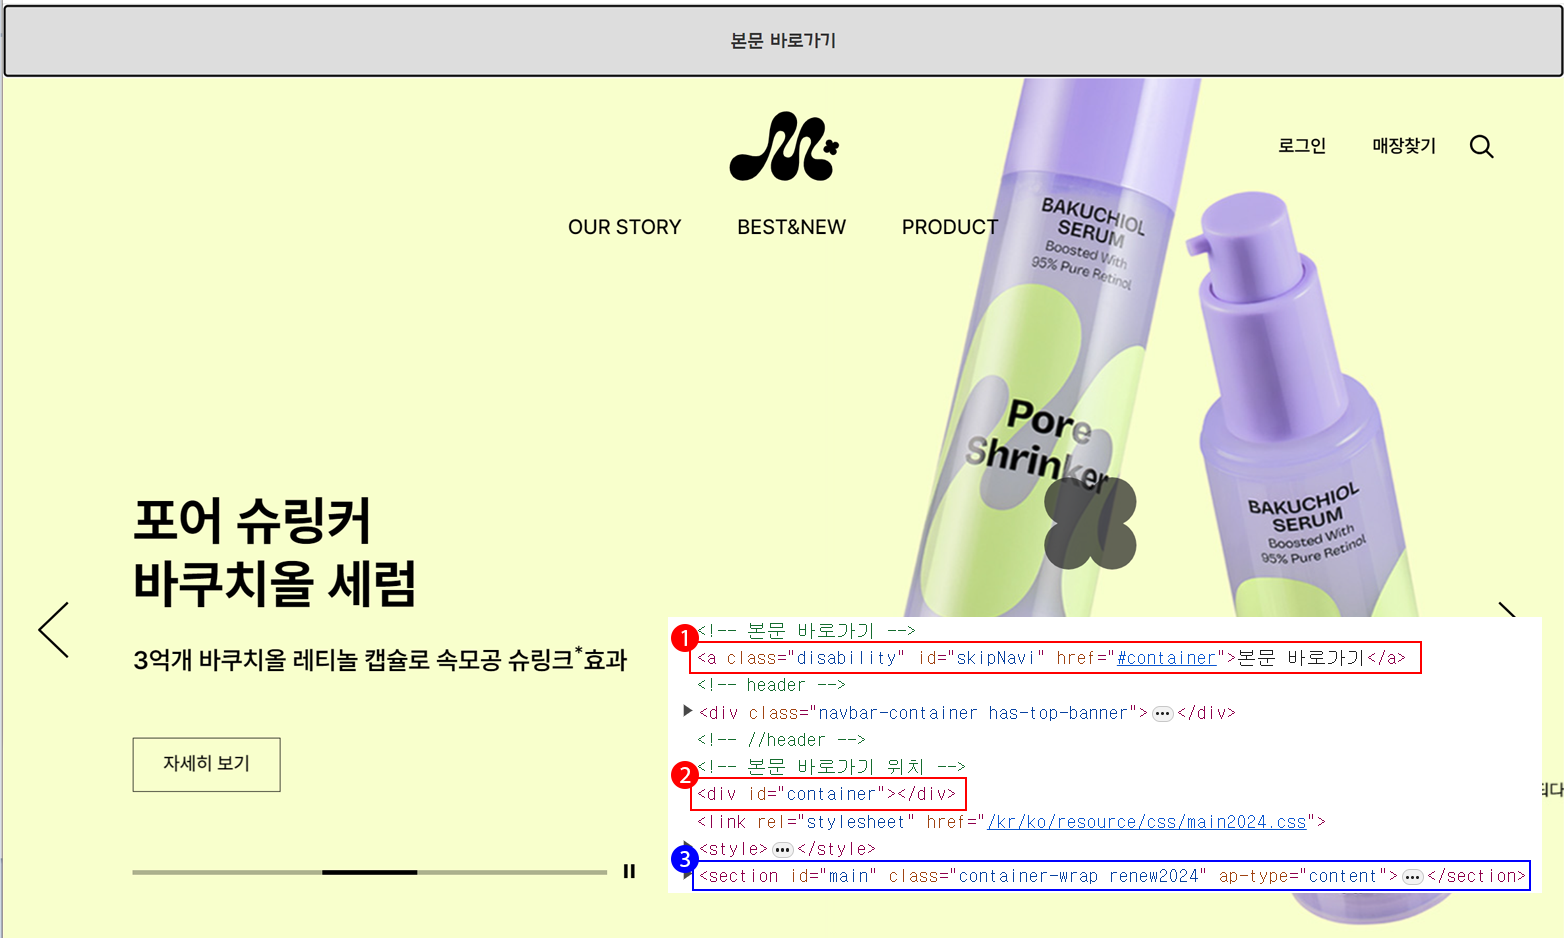 본문 바로가기
로그인
매장찾기
OUR STORY
BEST&NEW
PRODUCT
BAKUCHIOL
SERUM
Boosted With
95% Pure Retinol
Pore
Shrinker
BAKUCHIOL
SERUM
Boosted With
95% Pure Retinol
포어 슈링커
바쿠치올 세럼
3억개 바쿠치올 레티놀 캡슐로 속모공 슈링크*효과
자세히 보기
1
<!-- 본문 바로가기 -->
<a class="disability" id="skipNavi" href="#container">본문 바로가기</a>
<!-- header -->
<div class="navbar-container has-top-banner">…</div>
<!-- //header -->
<!-- 본문 바로가기 위치 -->
2
<div id="container"></div>
<link rel="stylesheet" href="/kr/ko/resource/css/main2024.css">
<style>…</style>
3
<section id="main" class="container-wrap renew2024" ap-type="content">…</section>